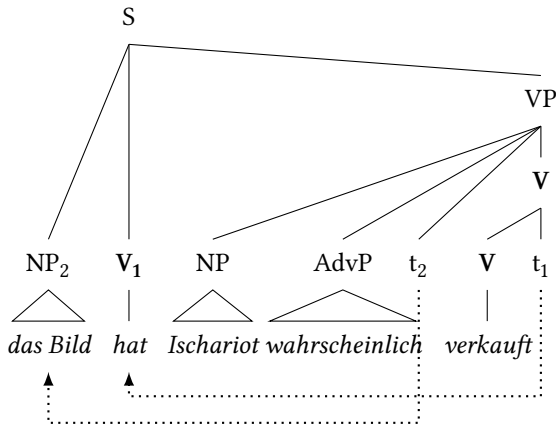 S
VP
V
NP₂ V₁ NP AdvP t₂ V t₁
das Bild hat Ischariot wahrscheinlich verkauft